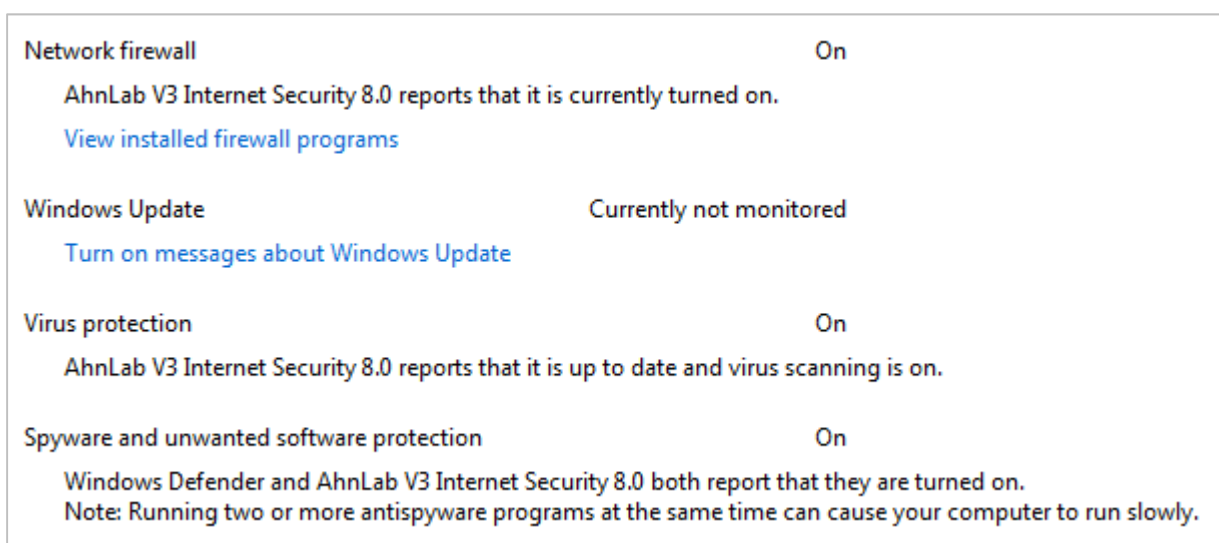 Network firewall On
AhnLab V3 Internet Security 8.0 reports that it is currently turned on.
View installed firewall programs
Windows Update Currently not monitored
Turn on messages about Windows Update
Virus protection On
AhnLab V3 Internet Security 8.0 reports that it is up to date and virus scanning is on.
Spyware and unwanted software protection On
Windows Defender and AhnLab V3 Internet Security 8.0 both report that they are turned on.
Note: Running two or more antispyware programs at the same time can cause your computer to run slowly.